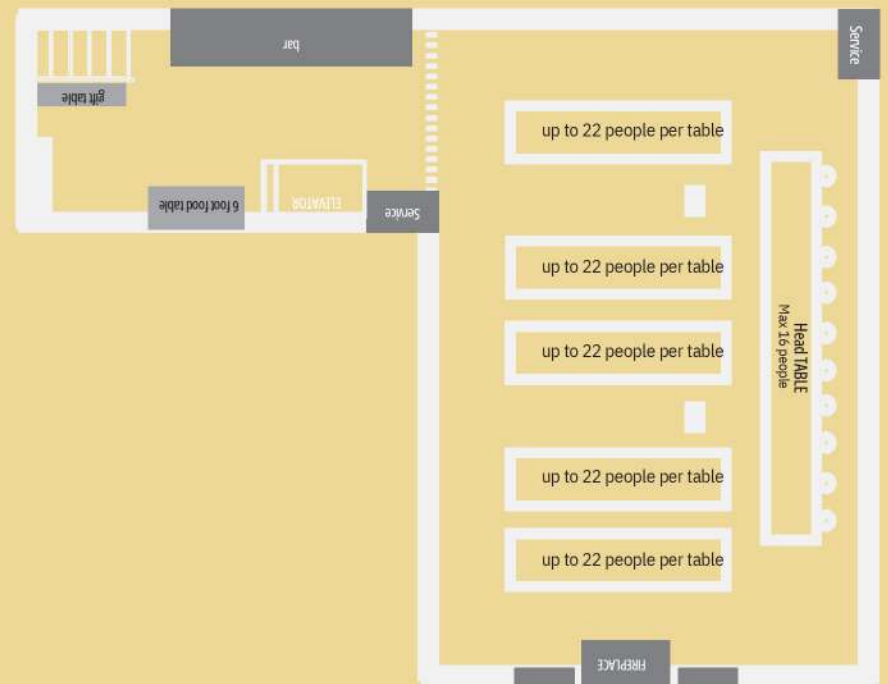 bar
Service
gift table
6 foot food table
ELEVATOR
Service
up to 22 people per table
up to 22 people per table
up to 22 people per table
up to 22 people per table
up to 22 people per table
Head TABLE
Max 16 people
FIREPLACE